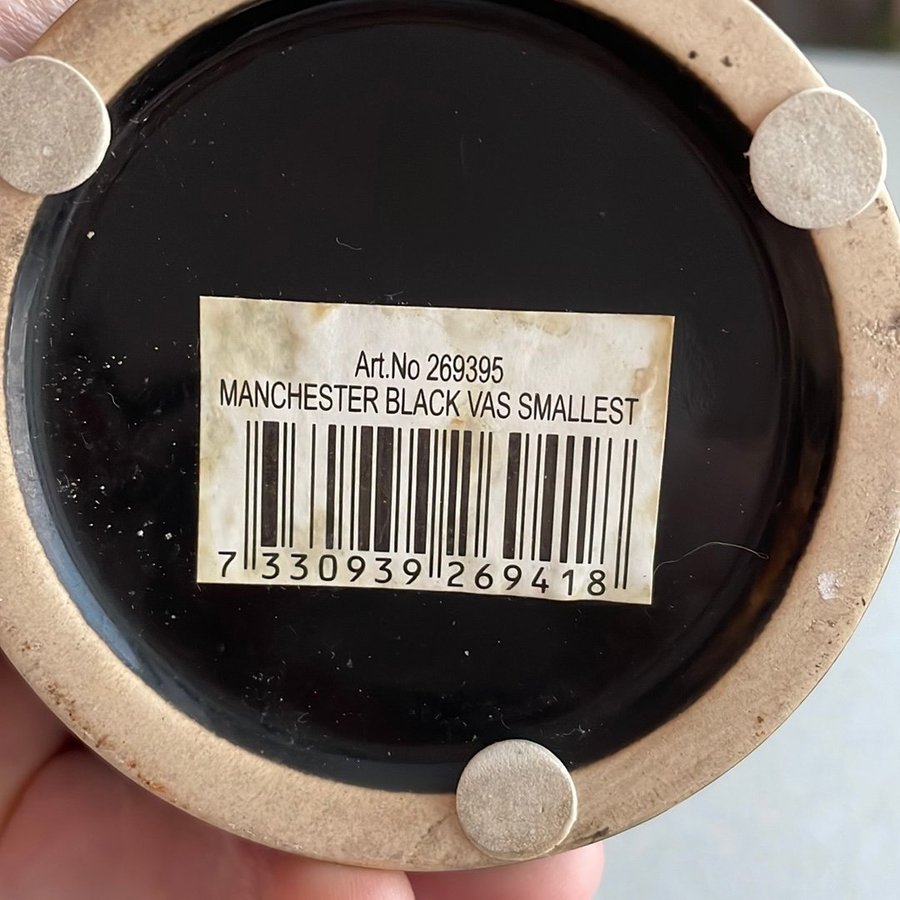 Art.No 269395
MANCHESTER BLACK VAS SMALLEST
7 330939 269418